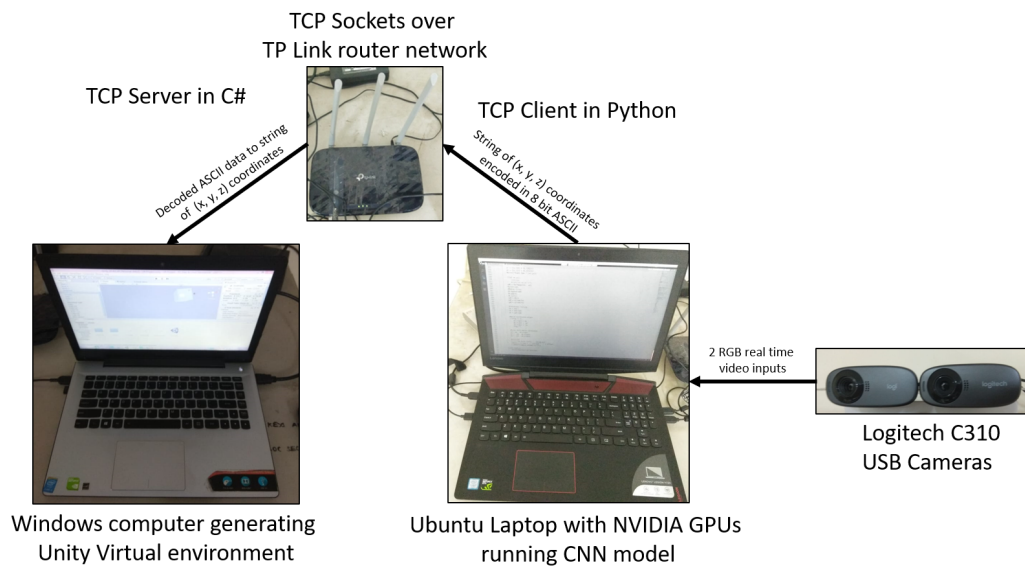 TCP Sockets over
TP Link router network
TCP Server in C#
TCP Client in Python
Decoded ASCII data to string
of (x, y, z) coordinates
String of (x, y, z) coordinates
encoded in 8 bit ASCII
2 RGB real time
video inputs
logi
logitech
Logitech C310
USB Cameras
Windows computer generating
Unity Virtual environment
Ubuntu Laptop with NVIDIA GPUs
running CNN model